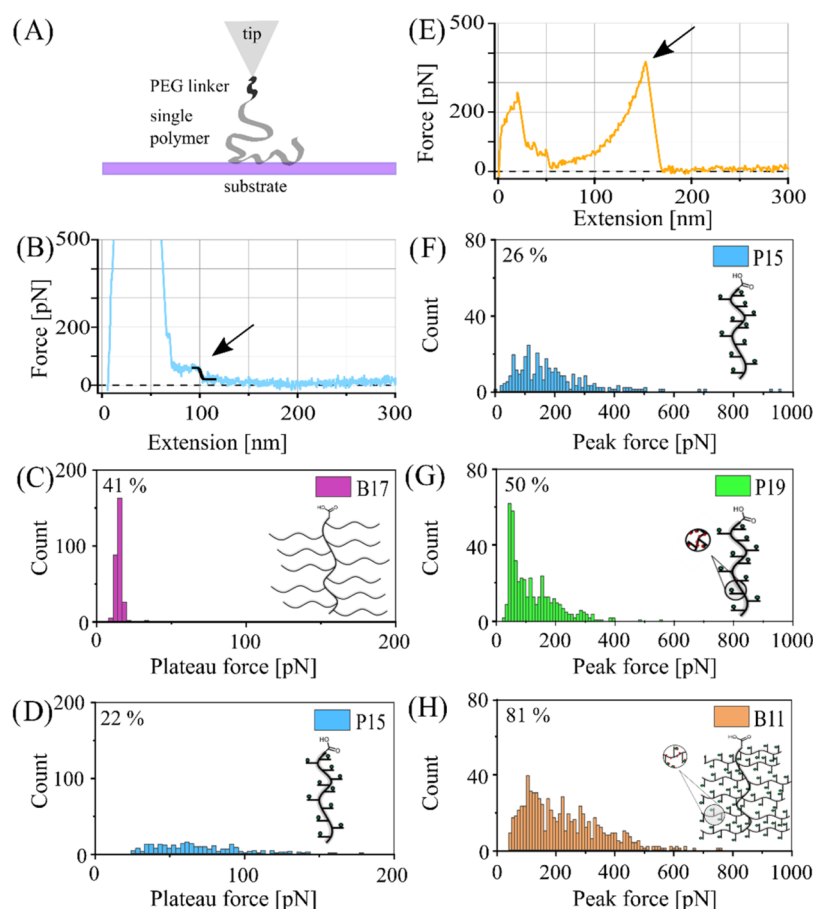 (A)
tip
PEG linker
single
polymer
substrate
(B)
500
200
0
Force [pN]
0 100 200 300
Extension [nm]
(C)
200
100
0
Count
41 %
B17
HO
O
0 100 200
Plateau force [pN]
(D)
200
100
0
Count
22 %
P15
HO
O
0 100 200
Plateau force [pN]
(E)
500
200
0
Force [pN]
0 100 200 300
Extension [nm]
(F)
80
40
0
Count
26 %
P15
HO
O
0 200 400 600 800 1000
Peak force [pN]
(G)
80
40
0
Count
50 %
P19
HO
O
0 200 400 600 800 1000
Peak force [pN]
(H)
80
40
0
Count
81 %
B11
HO
O
0 200 400 600 800 1000
Peak force [pN]